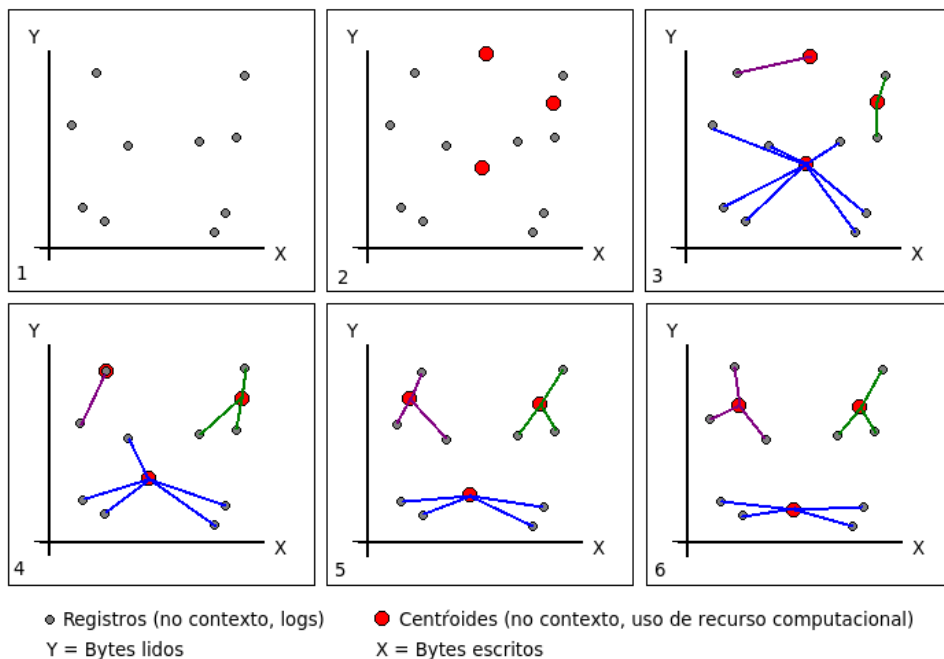 Y
X
1
Y
X
2
Y
X
3
Y
X
4
Y
X
5
Y
X
6
Registros (no contexto, logs)
Centŕoides (no contexto, uso de recurso computacional)
Y = Bytes lidos
X = Bytes escritos